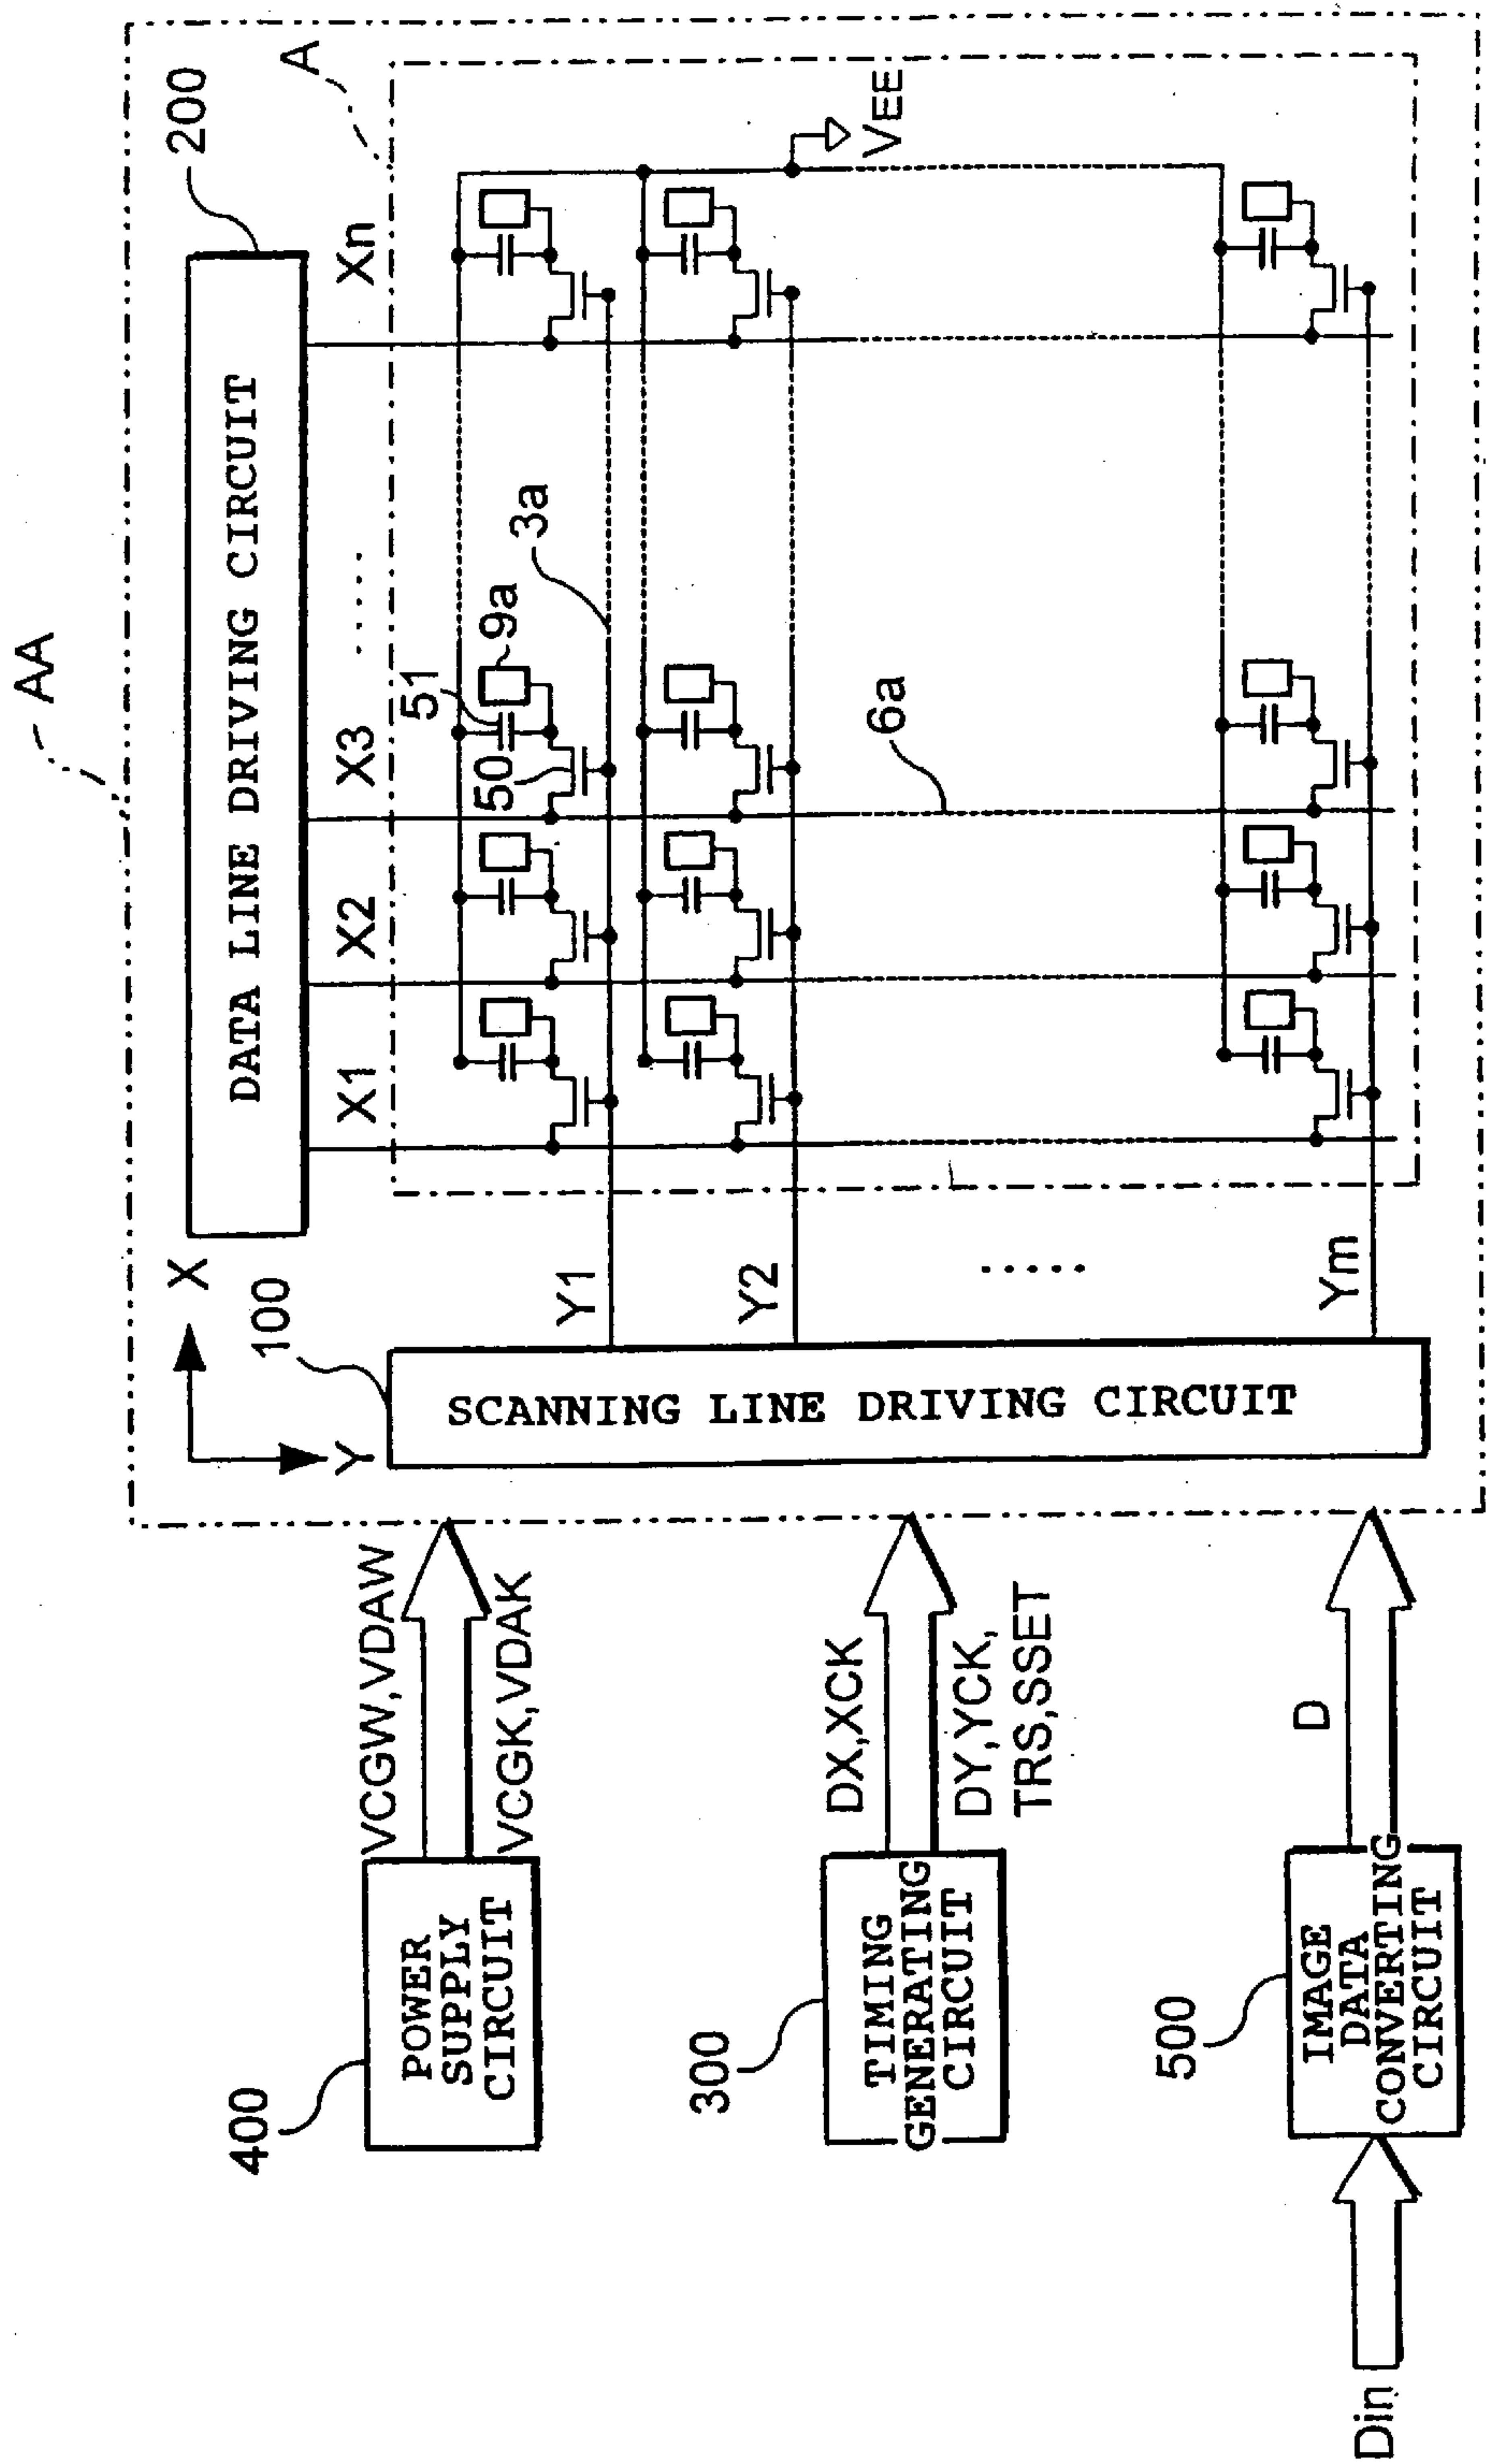 AA
200
A
DATA LINE DRIVING CIRCUIT
X
Y
X1
X2
X3
.....
Xn
100
SCANNING LINE DRIVING CIRCUIT
Y1
Y2
.....
Ym
51
9a
50
3a
6a
VEE
400
POWER
SUPPLY
CIRCUIT
VCGW,VDAW
VCGK,VDAK
300
TIMING
GENERATING
CIRCUIT
DX,XCK
DY,YCK,
TRS,SSET
500
IMAGE
DATA
CONVERTING
CIRCUIT
D
Din